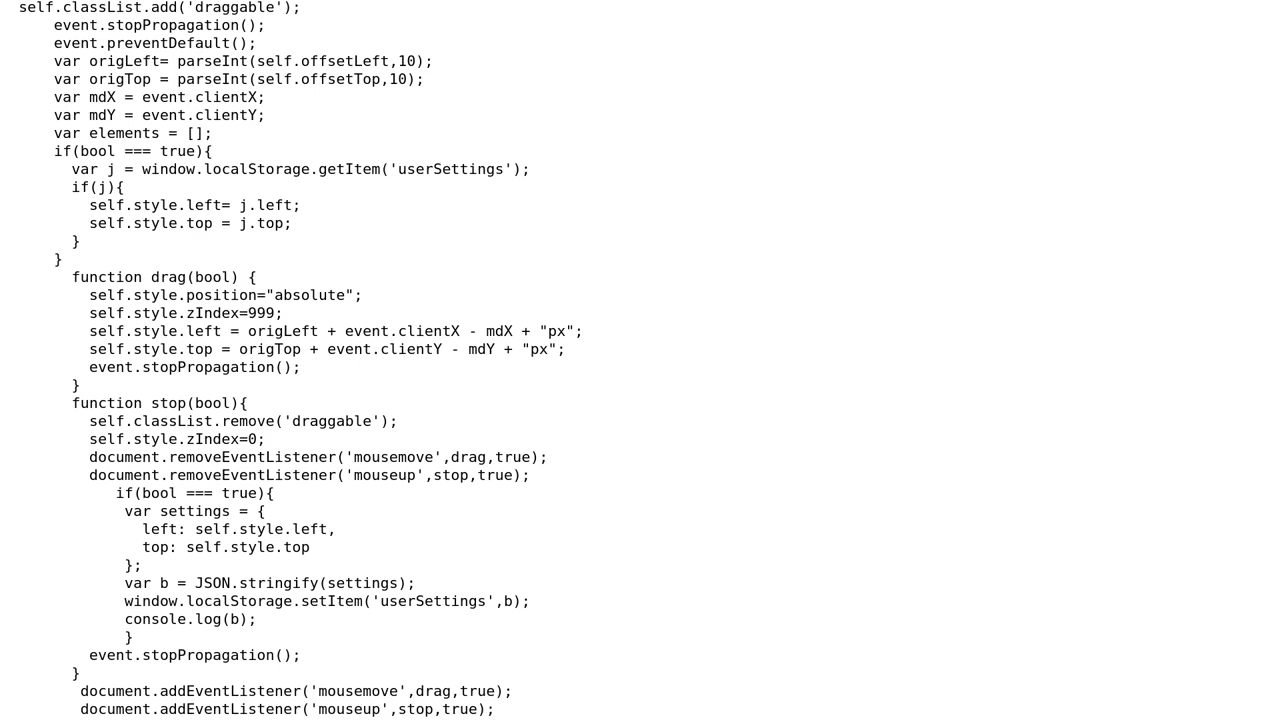 self.classList.add('draggable');
event.stopPropagation();
event.preventDefault();
var origLeft= parseInt(self.offsetLeft,10);
var origTop = parseInt(self.offsetTop,10);
var mdX = event.clientX;
var mdY = event.clientY;
var elements = [];
if(bool === true){
var j = window.localStorage.getItem('userSettings');
if(j){
self.style.left= j.left;
self.style.top = j.top;
}
}
function drag(bool) {
self.style.position="absolute";
self.style.zIndex=999;
self.style.left = origLeft + event.clientX - mdX + "px";
self.style.top = origTop + event.clientY - mdY + "px";
event.stopPropagation();
}
function stop(bool){
self.classList.remove('draggable');
self.style.zIndex=0;
document.removeEventListener('mousemove',drag,true);
document.removeEventListener('mouseup',stop,true);
if(bool === true){
var settings = {
left: self.style.left,
top: self.style.top
};
var b = JSON.stringify(settings);
window.localStorage.setItem('userSettings',b);
console.log(b);
}
event.stopPropagation();
}
document.addEventListener('mousemove',drag,true);
document.addEventListener('mouseup',stop,true);